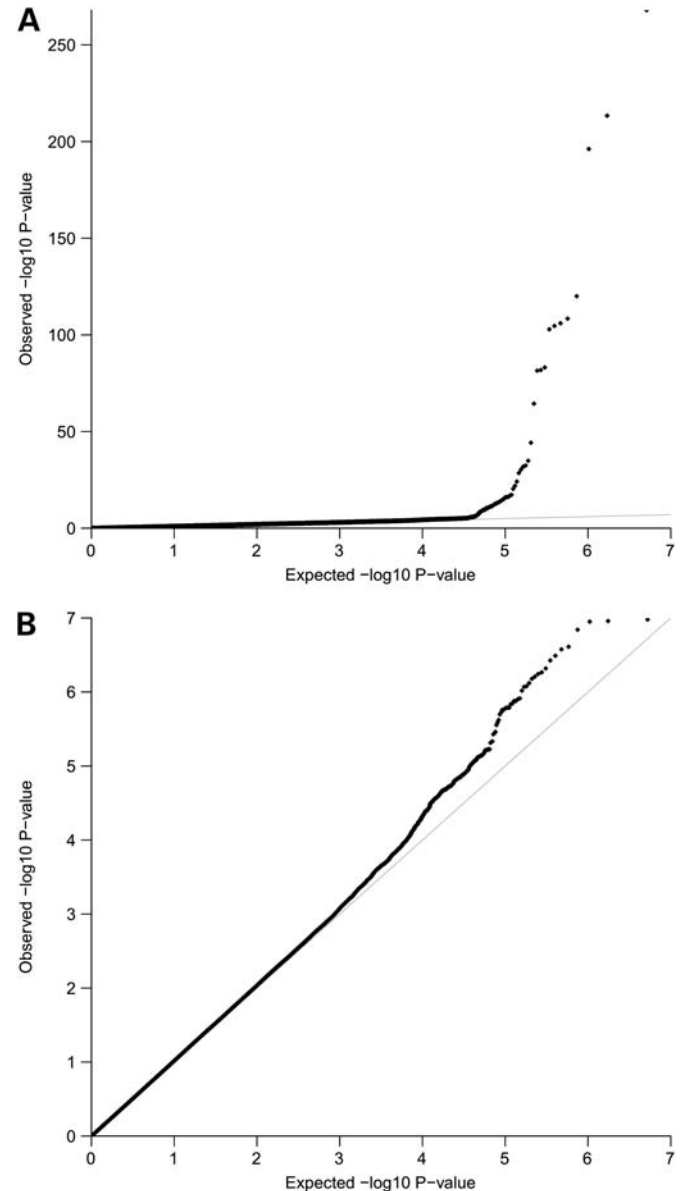 A
250
200
150
100
50
0
Observed −log10 P−value
0 1 2 3 4 5 6 7
Expected −log10 P−value
B
7
6
5
4
3
2
1
0
Observed −log10 P−value
0 1 2 3 4 5 6 7
Expected −log10 P−value